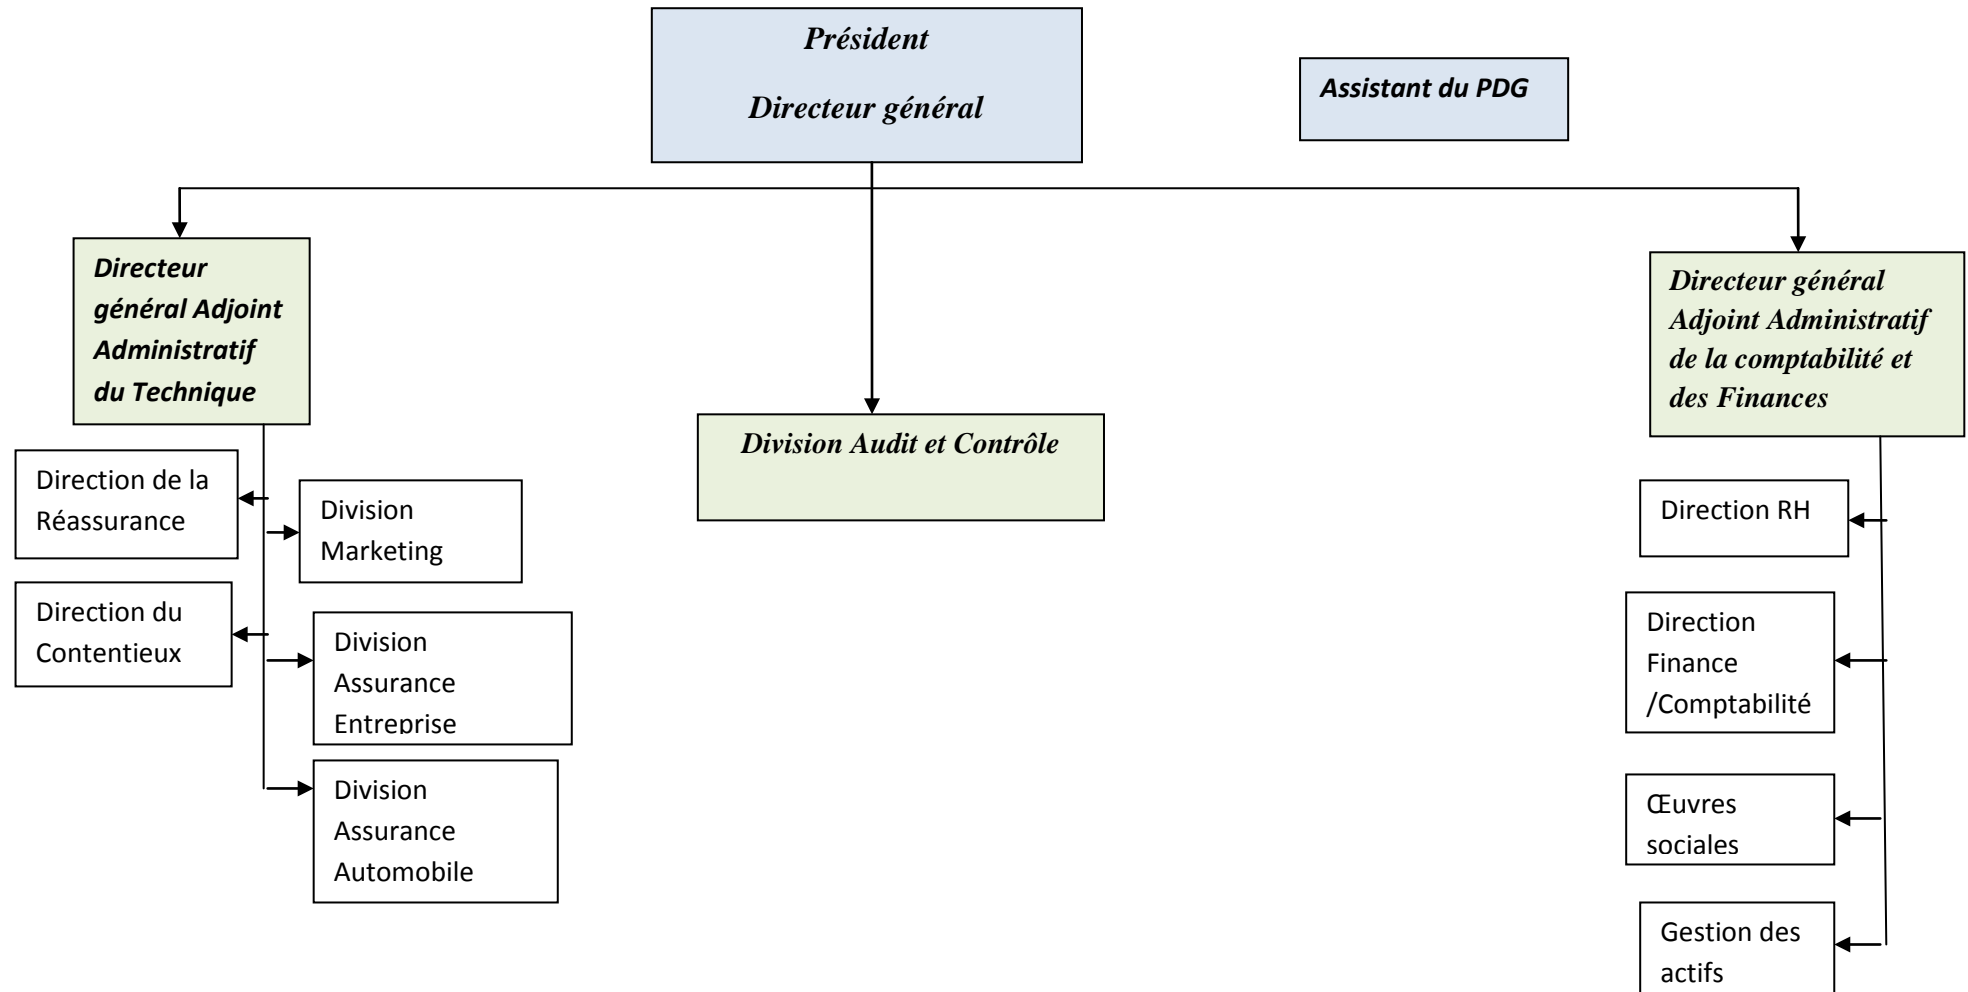 Président
Directeur général
Assistant du PDG
Directeur
général Adjoint
Administratif
du Technique
Directeur général
Adjoint Administratif
de la comptabilité et
des Finances
Division Audit et Contrôle
Direction de la
Réassurance
Division
Marketing
Direction du
Contentieux
Division
Assurance
Entreprise
Division
Assurance
Automobile
Direction RH
Direction
Finance
/Comptabilité
Œuvres
sociales
Gestion des
actifs